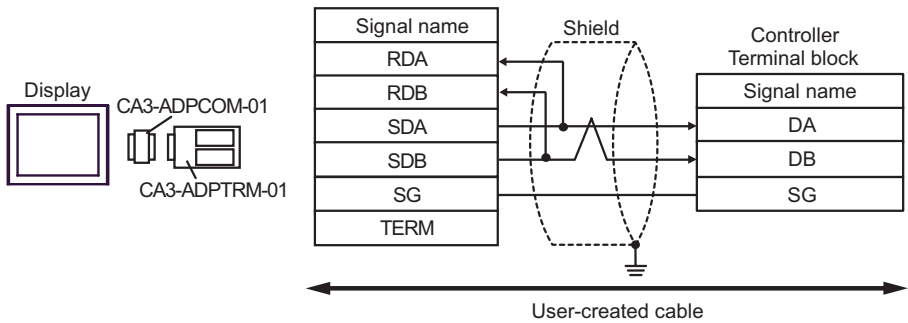 Display
CA3-ADPCOM-01
CA3-ADPTRM-01
Signal name
RDA
RDB
SDA
SDB
SG
TERM
Shield
Controller
Terminal block
Signal name
DA
DB
SG
User-created cable